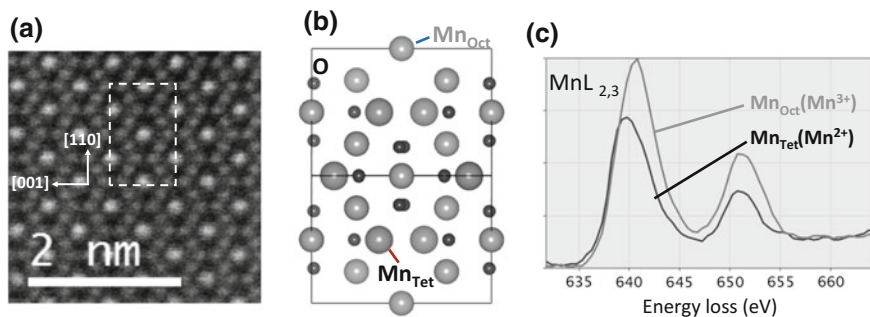 (a)
[110]
[001]
2 nm
(b)
Mn_Oct
O
Mn_Tet
(c)
MnL 2,3
Mn_Oct(Mn³⁺)
Mn_Tet(Mn²⁺)
635 640 645 650 655 660
Energy loss (eV)